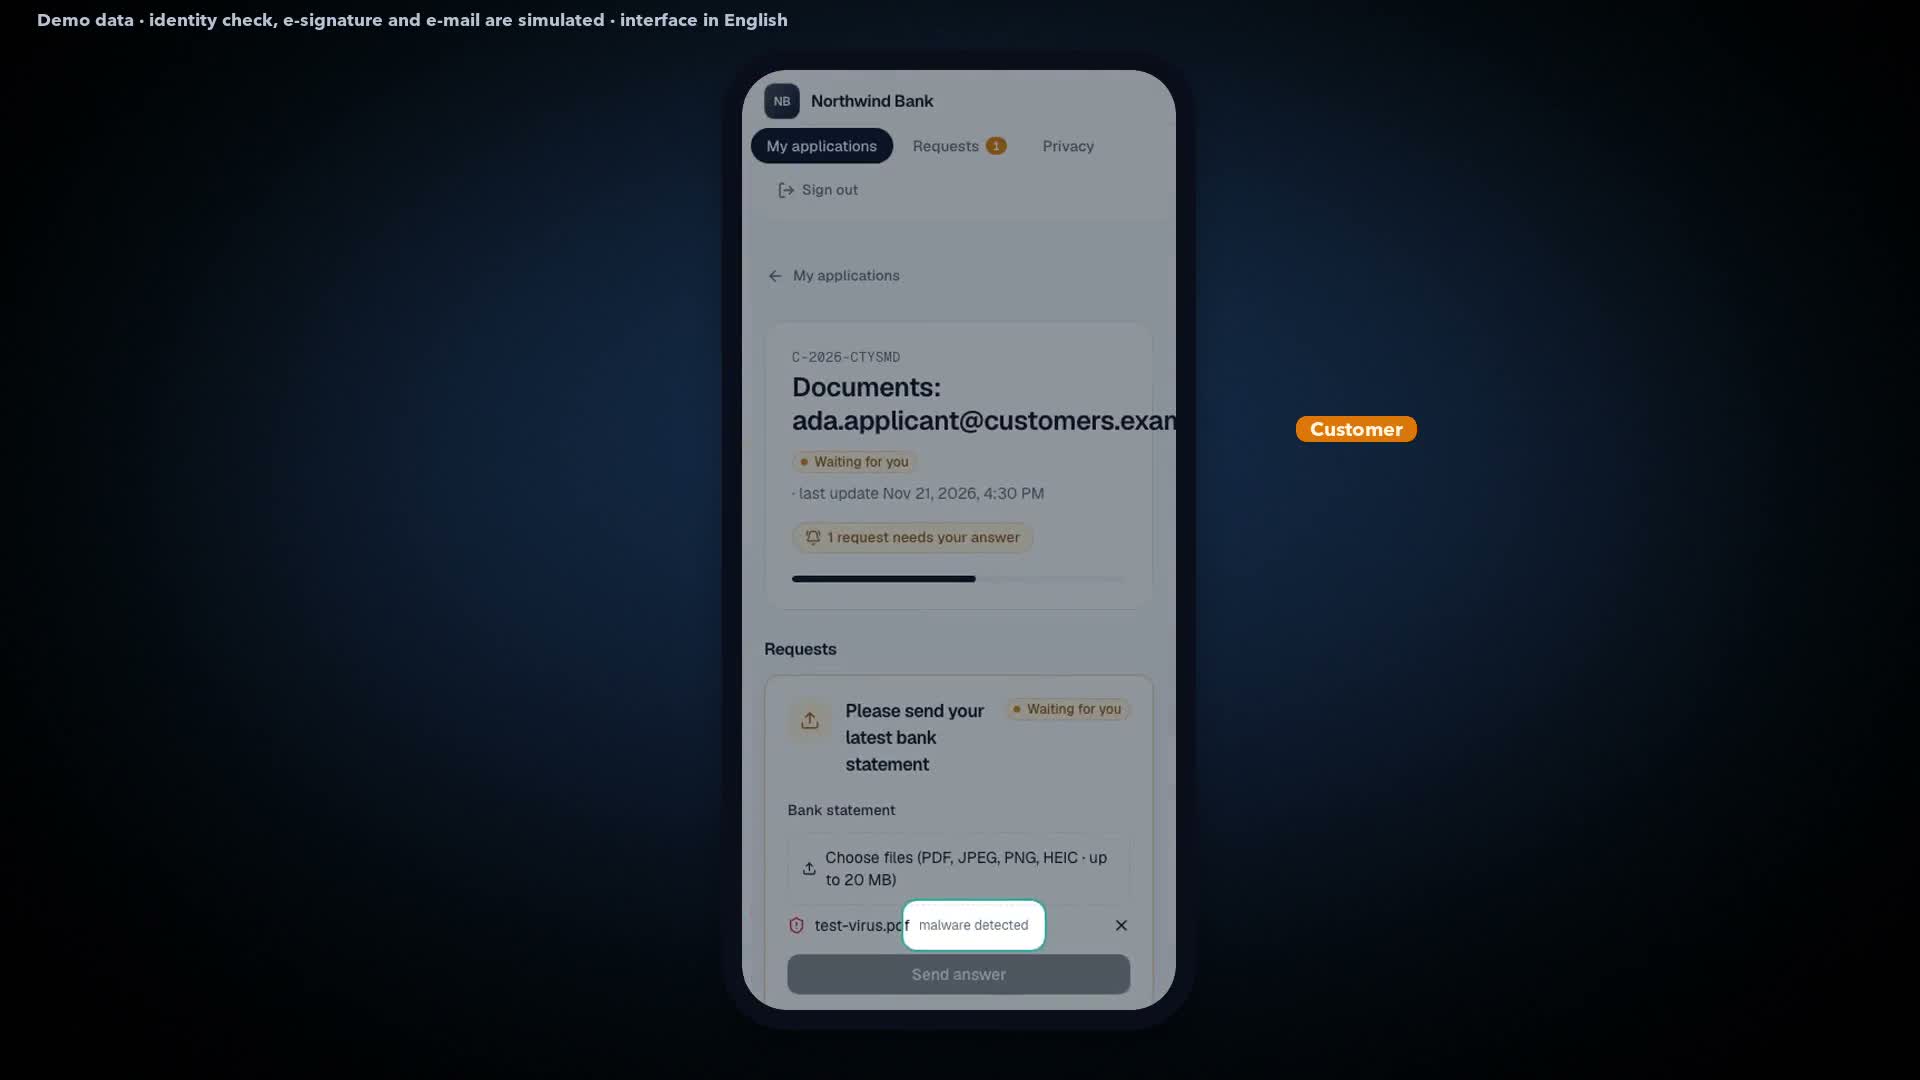 Demo data · identity check, e-signature and e-mail are simulated · interface in English
NB
Northwind Bank
My applications
Requests 1
Privacy
Sign out
My applications
C-2026-CTYSMD
Documents:
ada.applicant@customers.exam
Waiting for you
· last update Nov 21, 2026, 4:30 PM
1 request needs your answer
Requests
Please send your
latest bank
statement
Waiting for you
Bank statement
Choose files (PDF, JPEG, PNG, HEIC · up
to 20 MB)
test-virus.pdf malware detected
Send answer
Customer